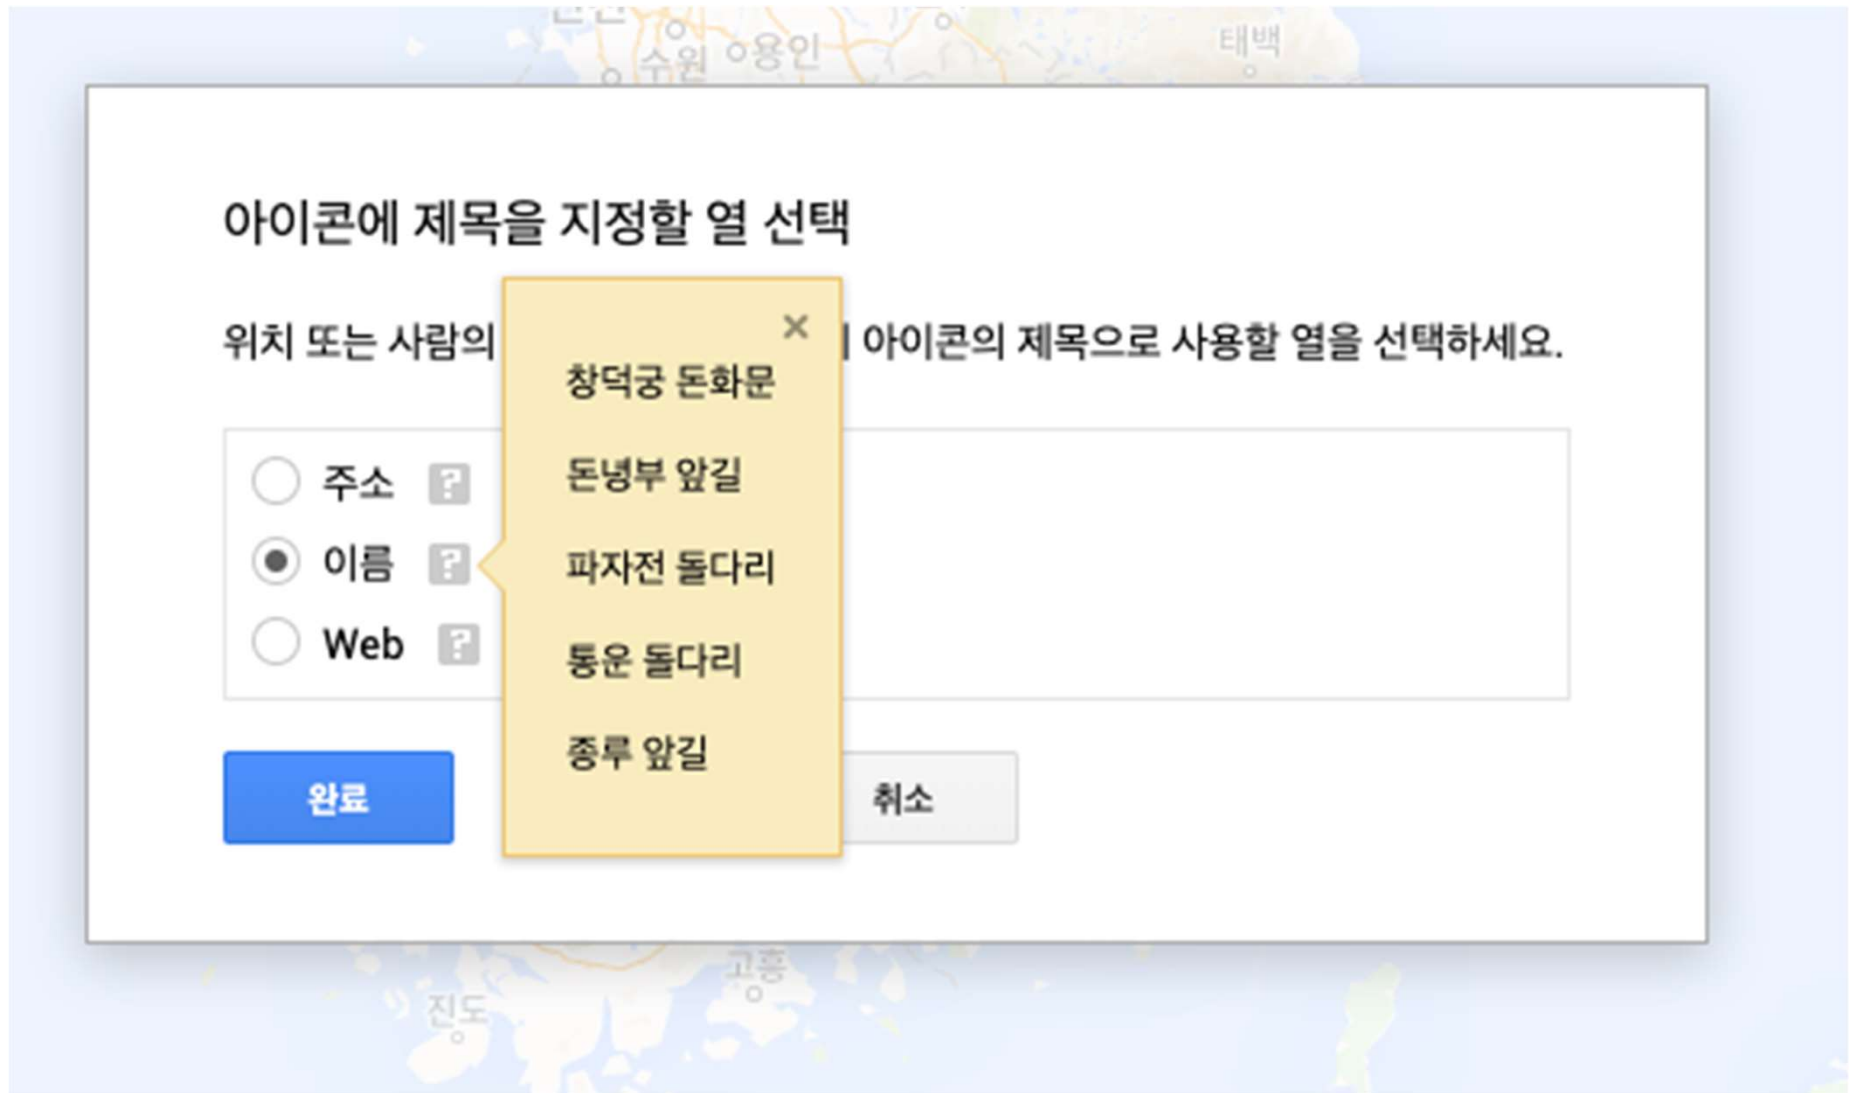 수원
용인
태백
아이콘에 제목을 지정할 열 선택
위치 또는 사람의
아이콘의 제목으로 사용할 열을 선택하세요.
주소 ?
이름 ?
Web ?
×
창덕궁 돈화문
돈녕부 앞길
파자전 돌다리
통운 돌다리
종루 앞길
완료
취소
고흥
진도